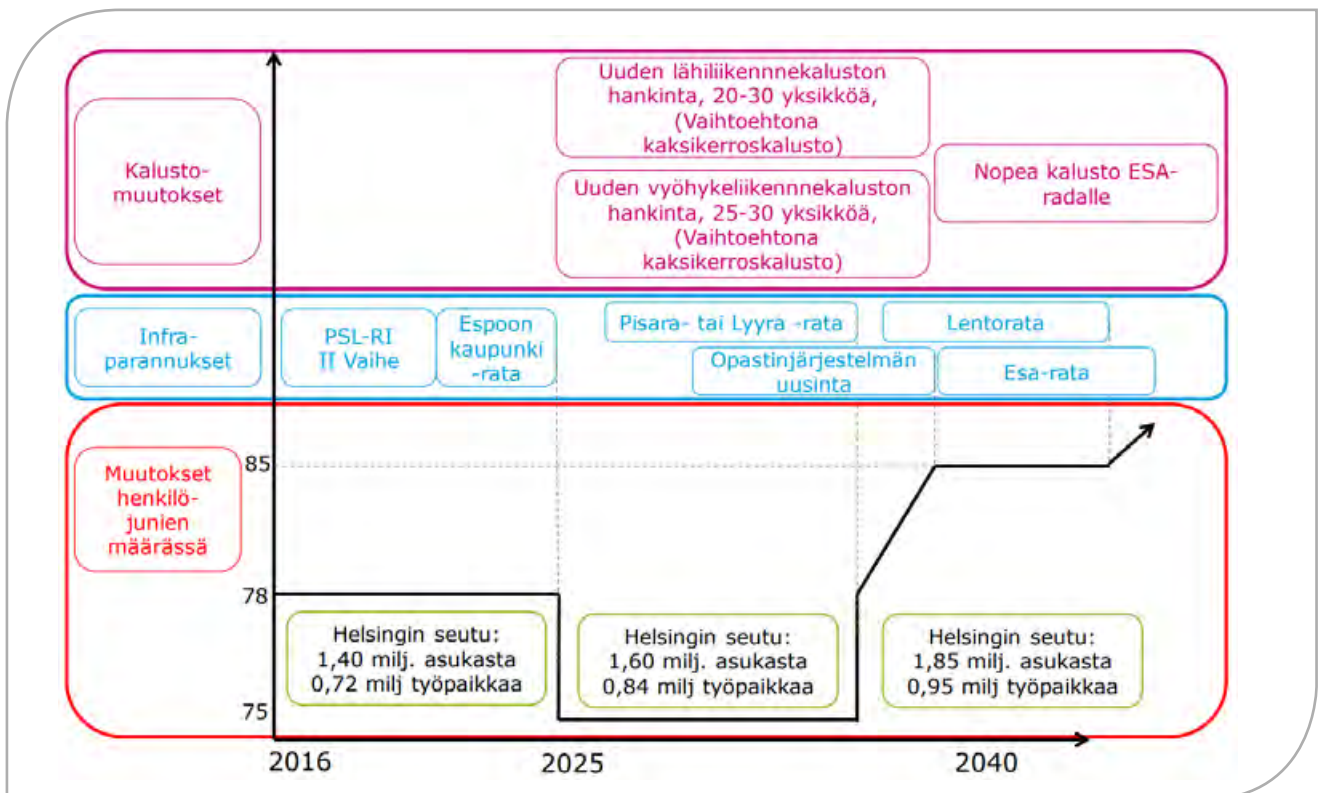 Kalusto-
muutokset
Uuden lähiliikennnekaluston
hankinta, 20-30 yksikköä,
(Vaihtoehtona
kaksikerroskalusto)
Uuden vyöhykeliikennnekaluston
hankinta, 25-30 yksikköä,
(Vaihtoehtona
kaksikerroskalusto)
Nopea kalusto ESA-
radalle
Infra-
parannukset
PSL-RI
II Vaihe
Espoon
kaupunki
-rata
Pisara- tai Lyyra -rata
Opastinjärjestelmän
uusinta
Lentorata
Esa-rata
Muutokset
henkilö-
junien
määrässä
85
78
75
Helsingin seutu:
1,40 milj. asukasta
0,72 milj työpaikkaa
Helsingin seutu:
1,60 milj. asukasta
0,84 milj työpaikkaa
Helsingin seutu:
1,85 milj. asukasta
0,95 milj työpaikkaa
2016
2025
2040